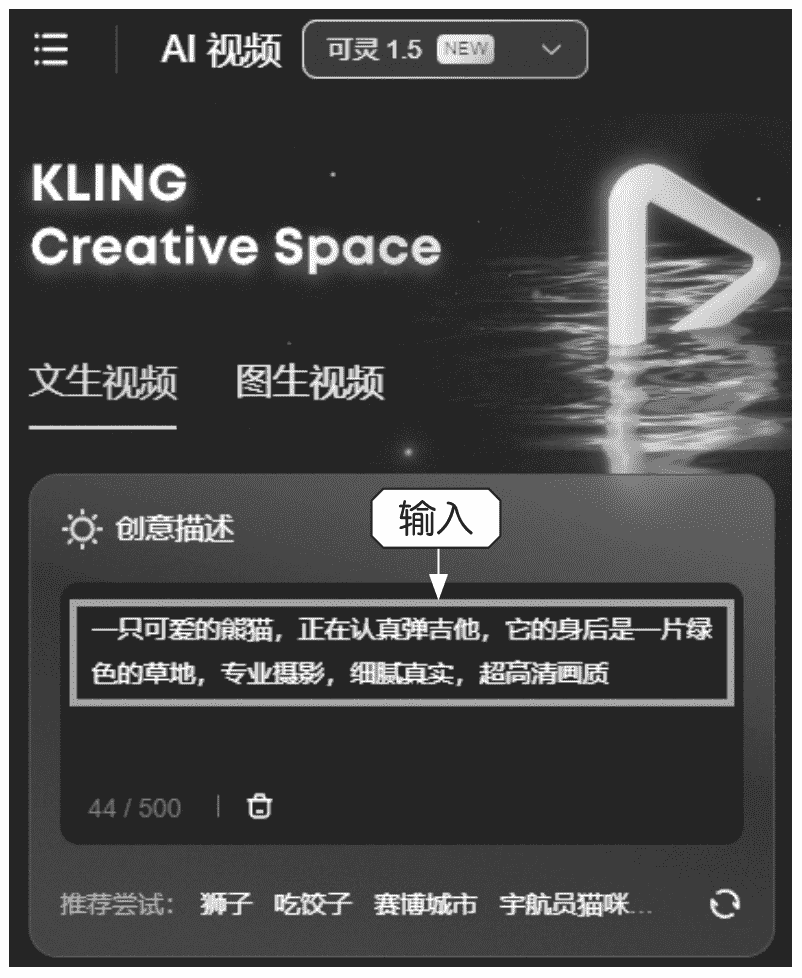 AI 视频 可灵 1.5 NEW
KLING
Creative Space
文生视频 图生视频
创意描述 输入
一只可爱的熊猫，正在认真弹吉他，它的身后是一片绿
色的草地，专业摄影，细腻真实，超高清画质
44 / 500
推荐尝试： 狮子 吃饺子 赛博城市 宇航员猫咪...